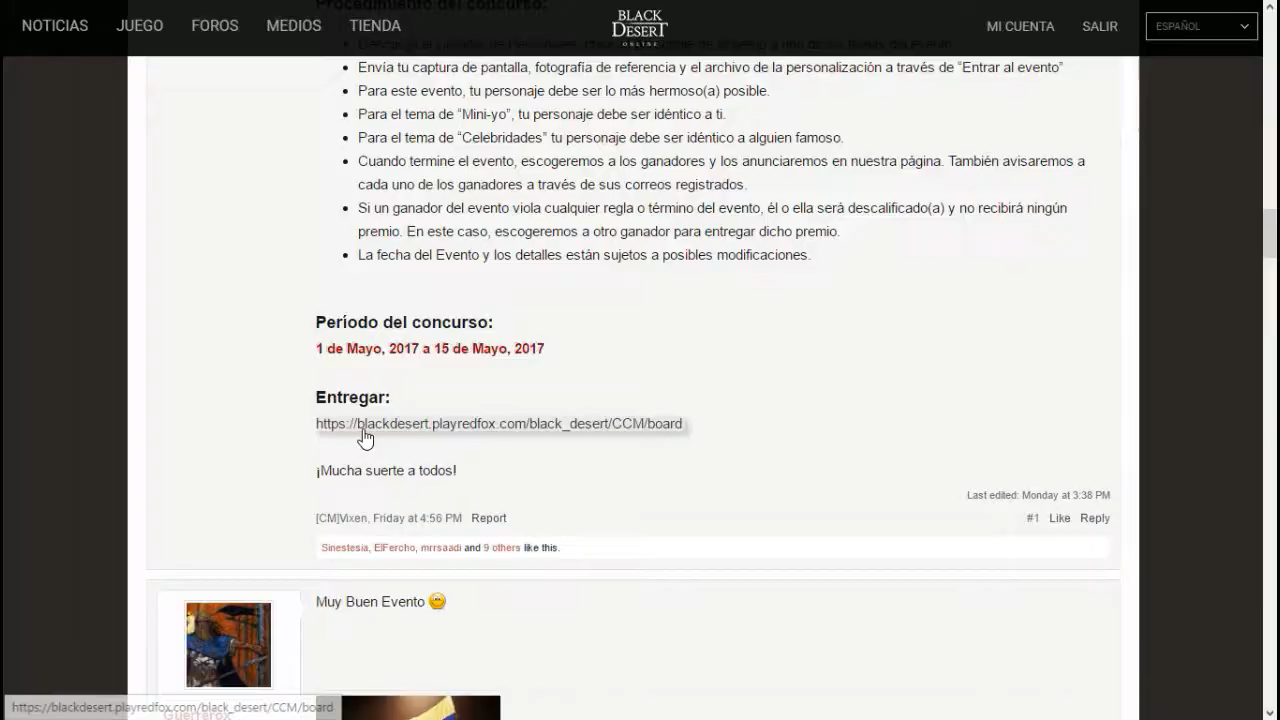 Procedimiento del concurso:
NOTICIAS JUEGO FOROS MEDIOS TIENDA BLACK DESERT ONLINE MI CUENTA SALIR ESPAÑOL
Envía tu captura de pantalla, fotografía de referencia y el archivo de la personalización a través de “Entrar al evento”
Para este evento, tu personaje debe ser lo más hermoso(a) posible.
Para el tema de “Mini-yo”, tu personaje debe ser idéntico a ti.
Para el tema de “Celebridades” tu personaje debe ser idéntico a alguien famoso.
Cuando termine el evento, escogeremos a los ganadores y los anunciaremos en nuestra página. También avisaremos a
cada uno de los ganadores a través de sus correos registrados.
Si un ganador del evento viola cualquier regla o término del evento, él o ella será descalificado(a) y no recibirá ningún
premio. En este caso, escogeremos a otro ganador para entregar dicho premio.
La fecha del Evento y los detalles están sujetos a posibles modificaciones.
Período del concurso:
1 de Mayo, 2017 a 15 de Mayo, 2017
Entregar:
https://blackdesert.playredfox.com/black_desert/CCM/board
¡Mucha suerte a todos!
Last edited: Monday at 3:38 PM
[CM]Vixen, Friday at 4:56 PM Report #1 Like Reply
Sinestesia, ElFercho, mrrsaadi and 9 others like this.
Muy Buen Evento
https://blackdesert.playredfox.com/black_desert/CCM/board